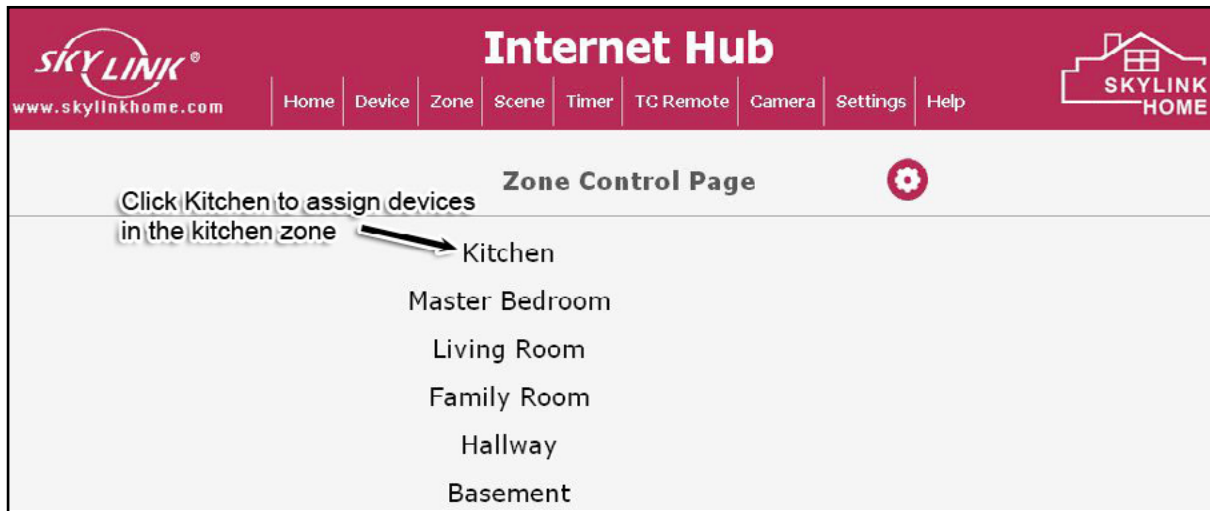 SKYLINK®
www.skylinkhome.com
Internet Hub
Home Device Zone Scene Timer TC Remote Camera Settings Help
SKYLINK
HOME
Zone Control Page
Click Kitchen to assign devices
in the kitchen zone
Kitchen
Master Bedroom
Living Room
Family Room
Hallway
Basement